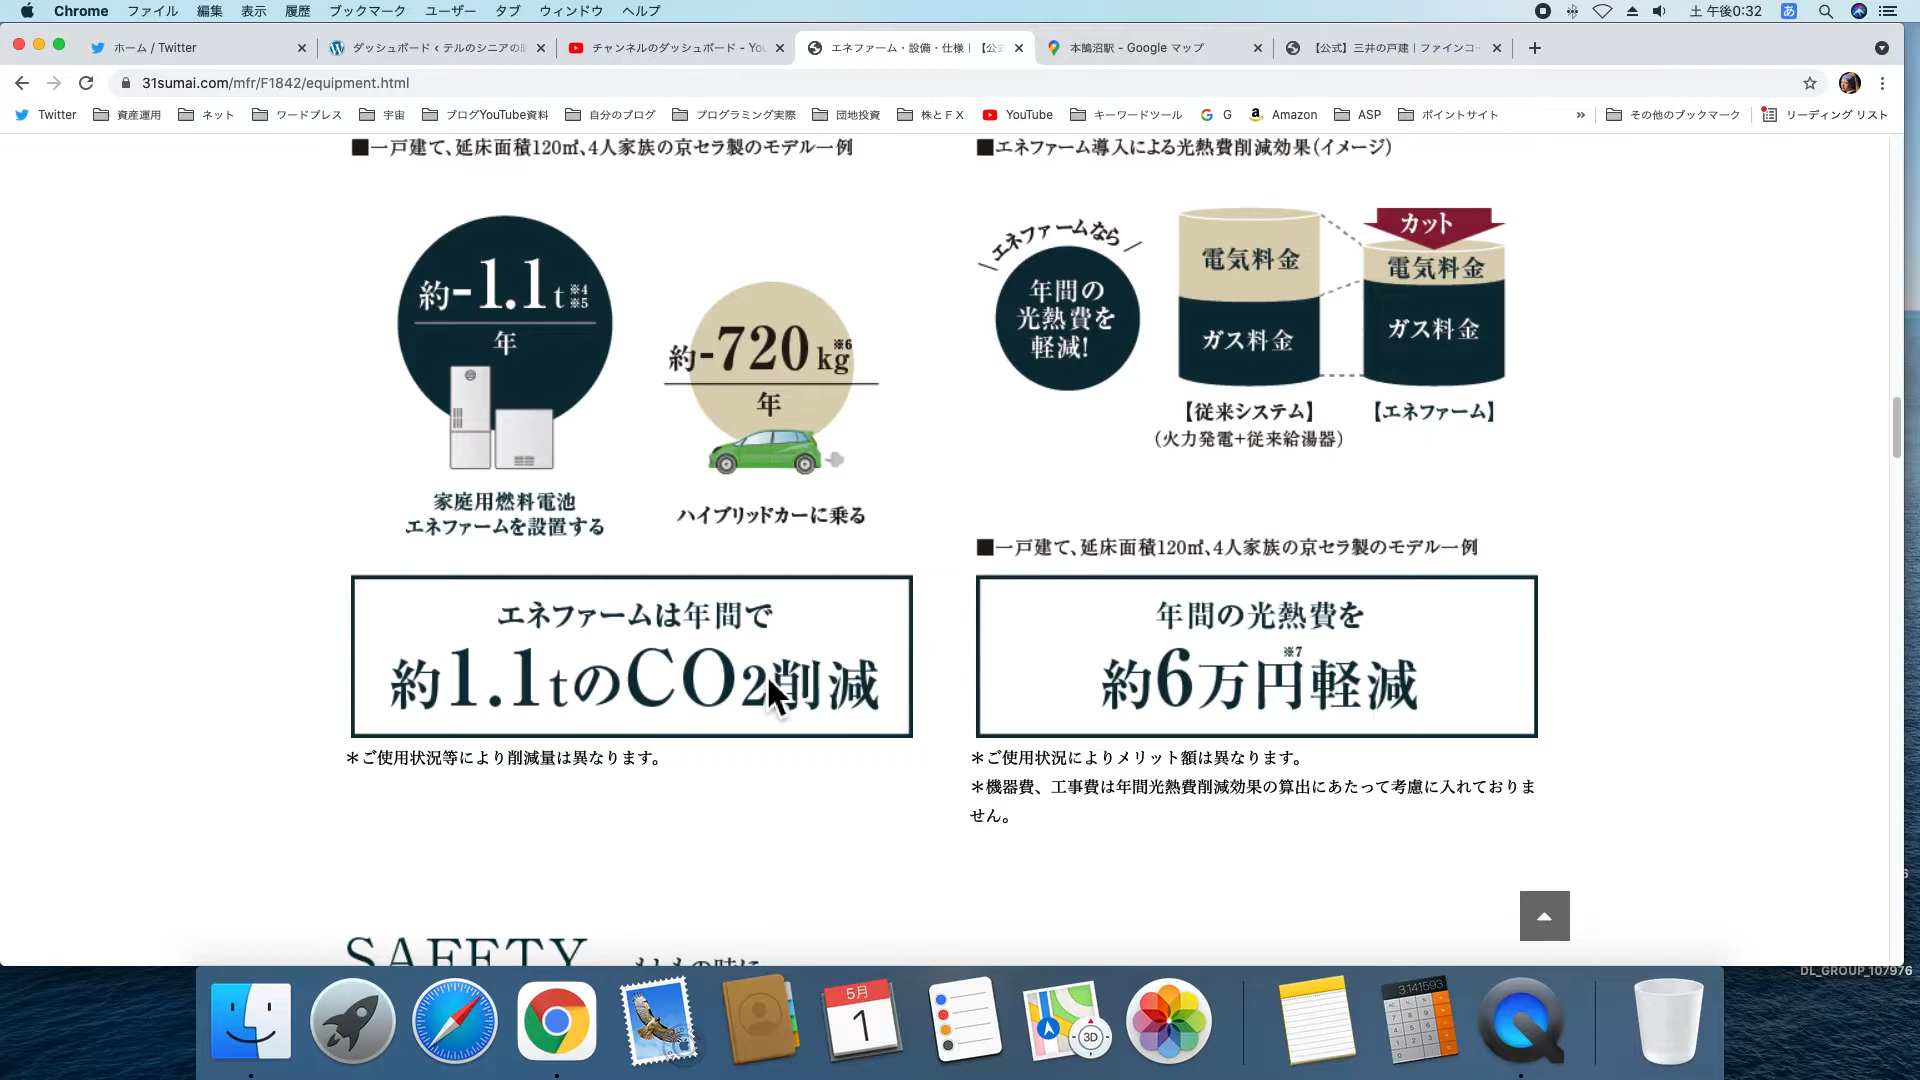 Chrome ファイル 編集 表示 履歴 ブックマーク ユーザー タブ ウィンドウ ヘルプ 土 午後0:32 あ
ホーム / Twitter
ダッシュボード ‹ テルのシニアの
チャンネルのダッシュボード - You
エネファーム・設備・仕様 | 【公式
本鵠沼駅 - Google マップ
【公式】三井の戸建 | ファインコー
31sumai.com/mfr/F1842/equipment.html
Twitter 資産運用 ネット ワードプレス 宇宙 ブログYouTube資料 自分のブログ プログラミング実際 団地投資 株とFX YouTube キーワードツール G Amazon ASP ポイントサイト » その他のブックマーク リーディング リスト
■一戸建て、延床面積120㎡、4人家族の京セラ製のモデル一例
約-1.1t※4※5
年
家庭用燃料電池
エネファームを設置する
約-720kg※6
年
ハイブリッドカーに乗る
エネファームは年間で
約1.1tのCO2削減
＊ご使用状況等により削減量は異なります。
■エネファーム導入による光熱費削減効果(イメージ)
エネファームなら
年間の
光熱費を
軽減!
電気料金
ガス料金
【従来システム】
(火力発電+従来給湯器)
カット
電気料金
ガス料金
【エネファーム】
■一戸建て、延床面積120㎡、4人家族の京セラ製のモデル一例
年間の光熱費を
約6万円※7軽減
＊ご使用状況によりメリット額は異なります。
＊機器費、工事費は年間光熱費削減効果の算出にあたって考慮に入れておりま
せん。
SAFETY もしもの時に
DL_GROUP_107976
5月
1
3D
3.141593